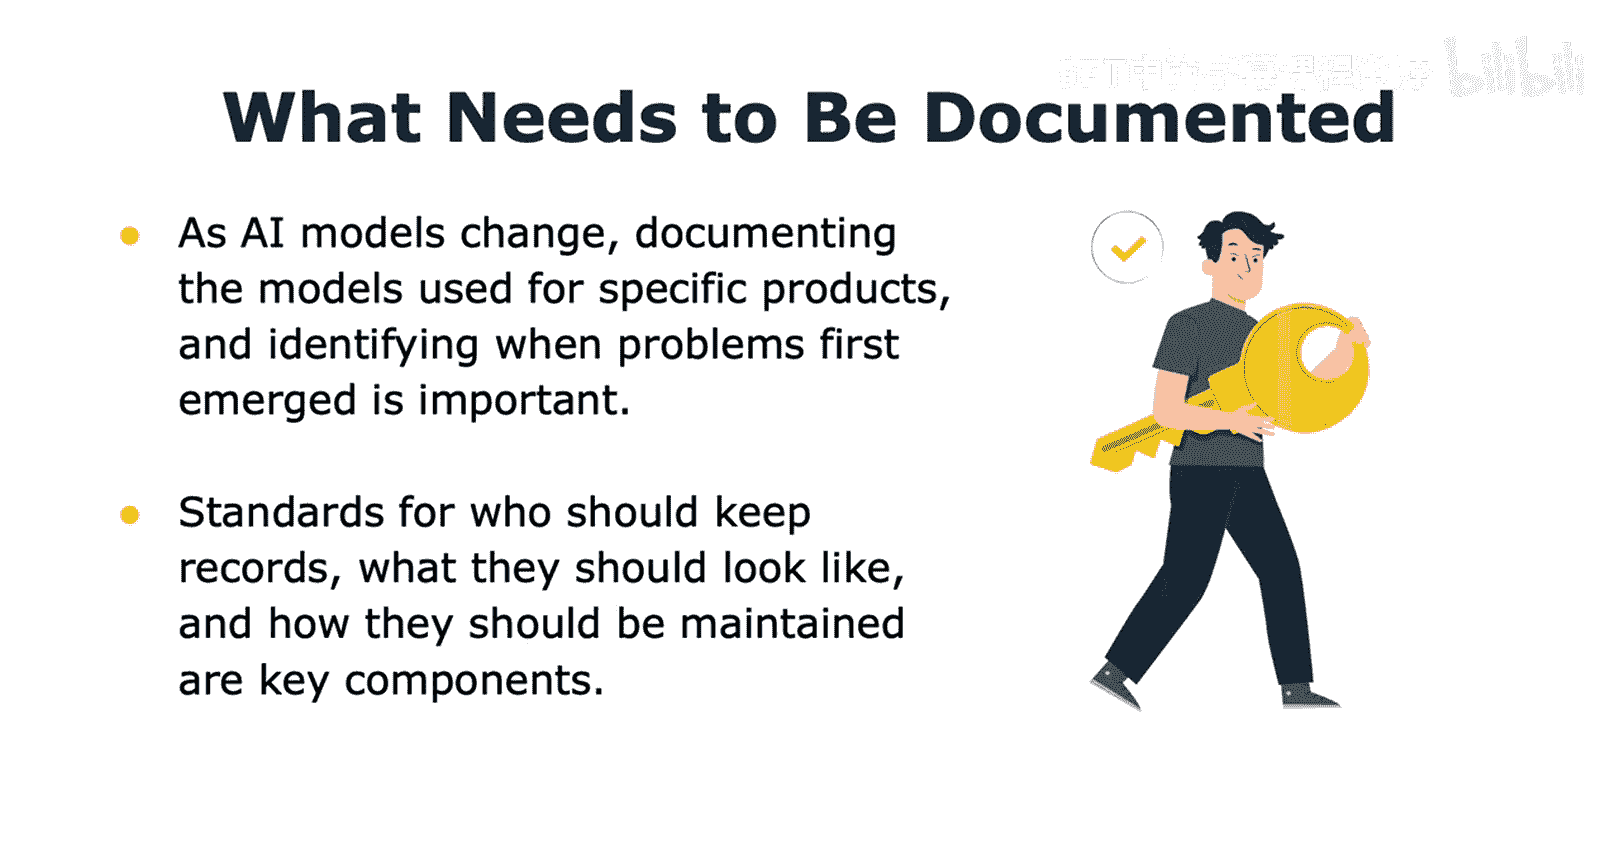 bilibili
What Needs to Be Documented
As AI models change, documenting
the models used for specific products,
and identifying when problems first
emerged is important.
Standards for who should keep
records, what they should look like,
and how they should be maintained
are key components.